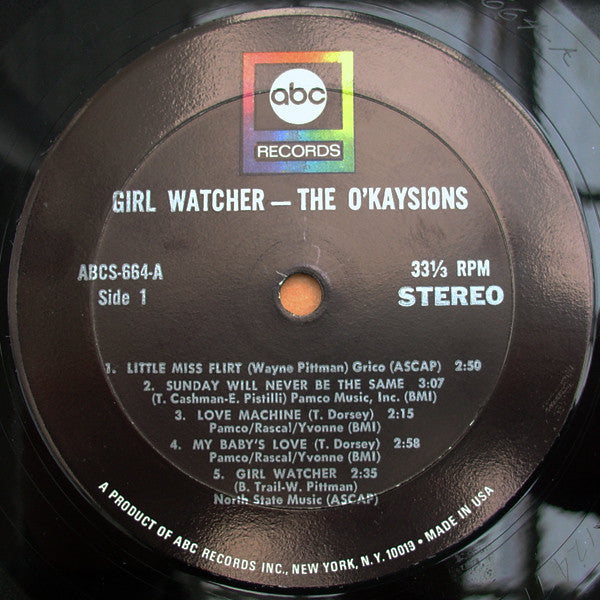 abc
RECORDS
GIRL WATCHER — THE O'KAYSIONS
ABCS-664-A
Side 1
33⅓ RPM
STEREO
1. LITTLE MISS FLIRT (Wayne Pittman) Grico (ASCAP) 2:50
2. SUNDAY WILL NEVER BE THE SAME 3:07
(T. Cashman-E. Pistilli) Pamco Music, Inc. (BMI)
3. LOVE MACHINE (T. Dorsey) 2:15
Pamco/Rascal/Yvonne (BMI)
4. MY BABY'S LOVE (T. Dorsey) 2:58
Pamco/Rascal/Yvonne (BMI)
5. GIRL WATCHER 2:35
(B. Trail-W. Pittman)
North State Music (ASCAP)
A PRODUCT OF ABC RECORDS INC., NEW YORK, N.Y. 10019 • MADE IN USA